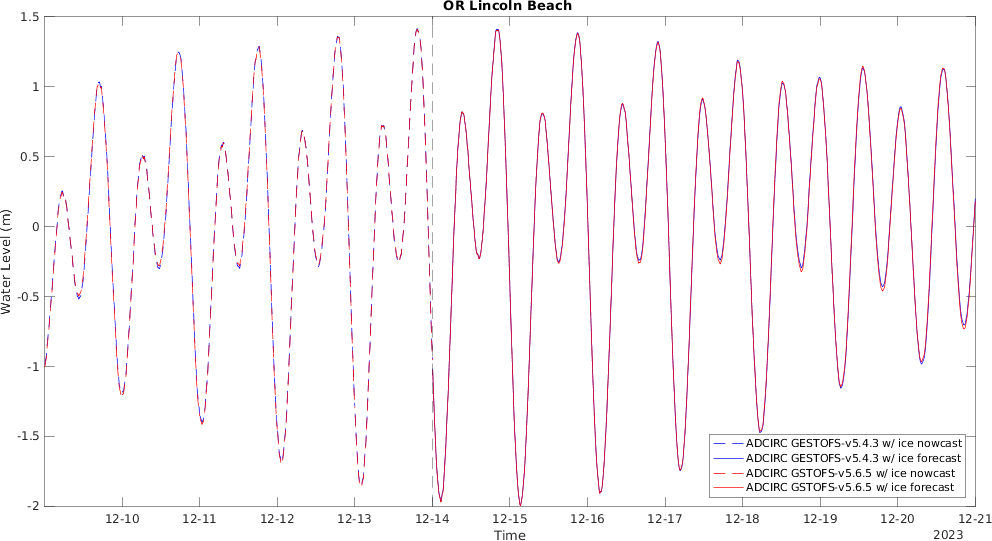 OR Lincoln Beach
1.5
1
0.5
0
-0.5
-1
-1.5
-2
Water Level (m)
ADCIRC GESTOFS-v5.4.3 w/ ice nowcast
ADCIRC GESTOFS-v5.4.3 w/ ice forecast
ADCIRC GSTOFS-v5.6.5 w/ ice nowcast
ADCIRC GSTOFS-v5.6.5 w/ ice forecast
12-10 12-11 12-12 12-13 12-14 12-15 12-16 12-17 12-18 12-19 12-20 12-21
Time
2023